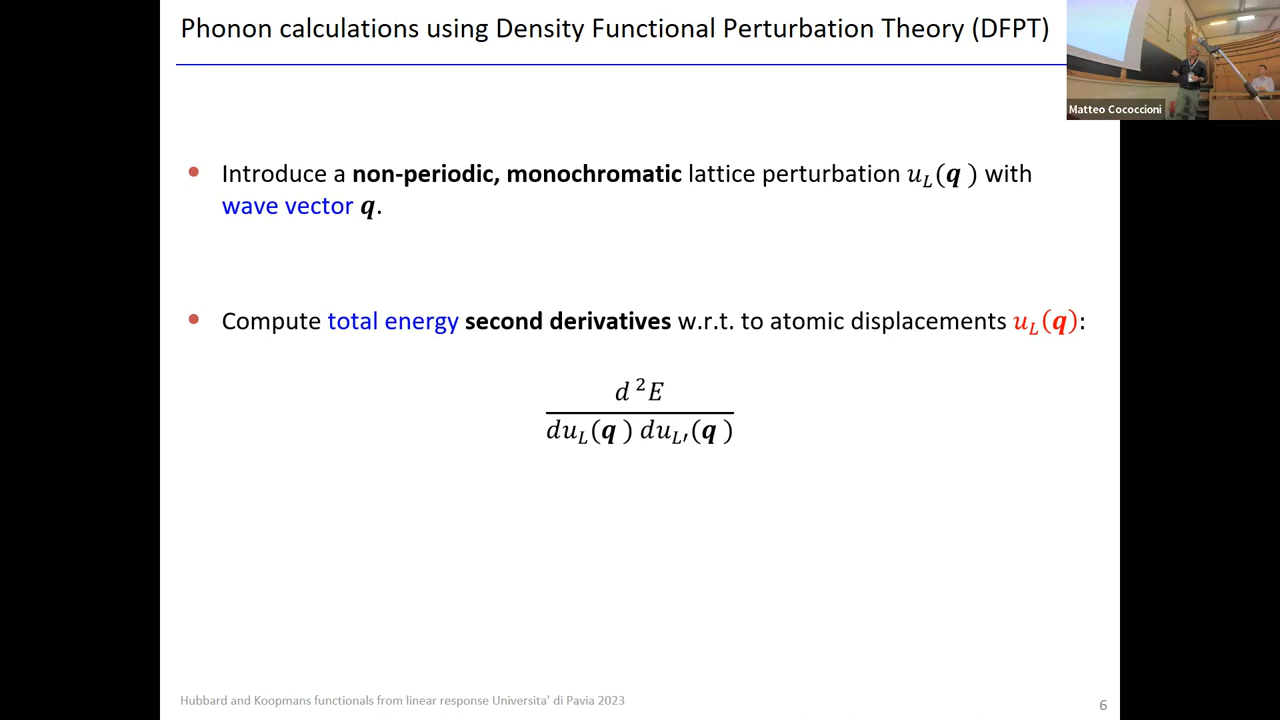 Phonon calculations using Density Functional Perturbation Theory (DFPT)
Matteo Cococcioni
• Introduce a non-periodic, monochromatic lattice perturbation u_L(q ) with
wave vector q.
• Compute total energy second derivatives w.r.t. to atomic displacements u_L(q):
d ²E
du_L(q ) du_L′(q )
Hubbard and Koopmans functionals from linear response Universita’ di Pavia 2023
6